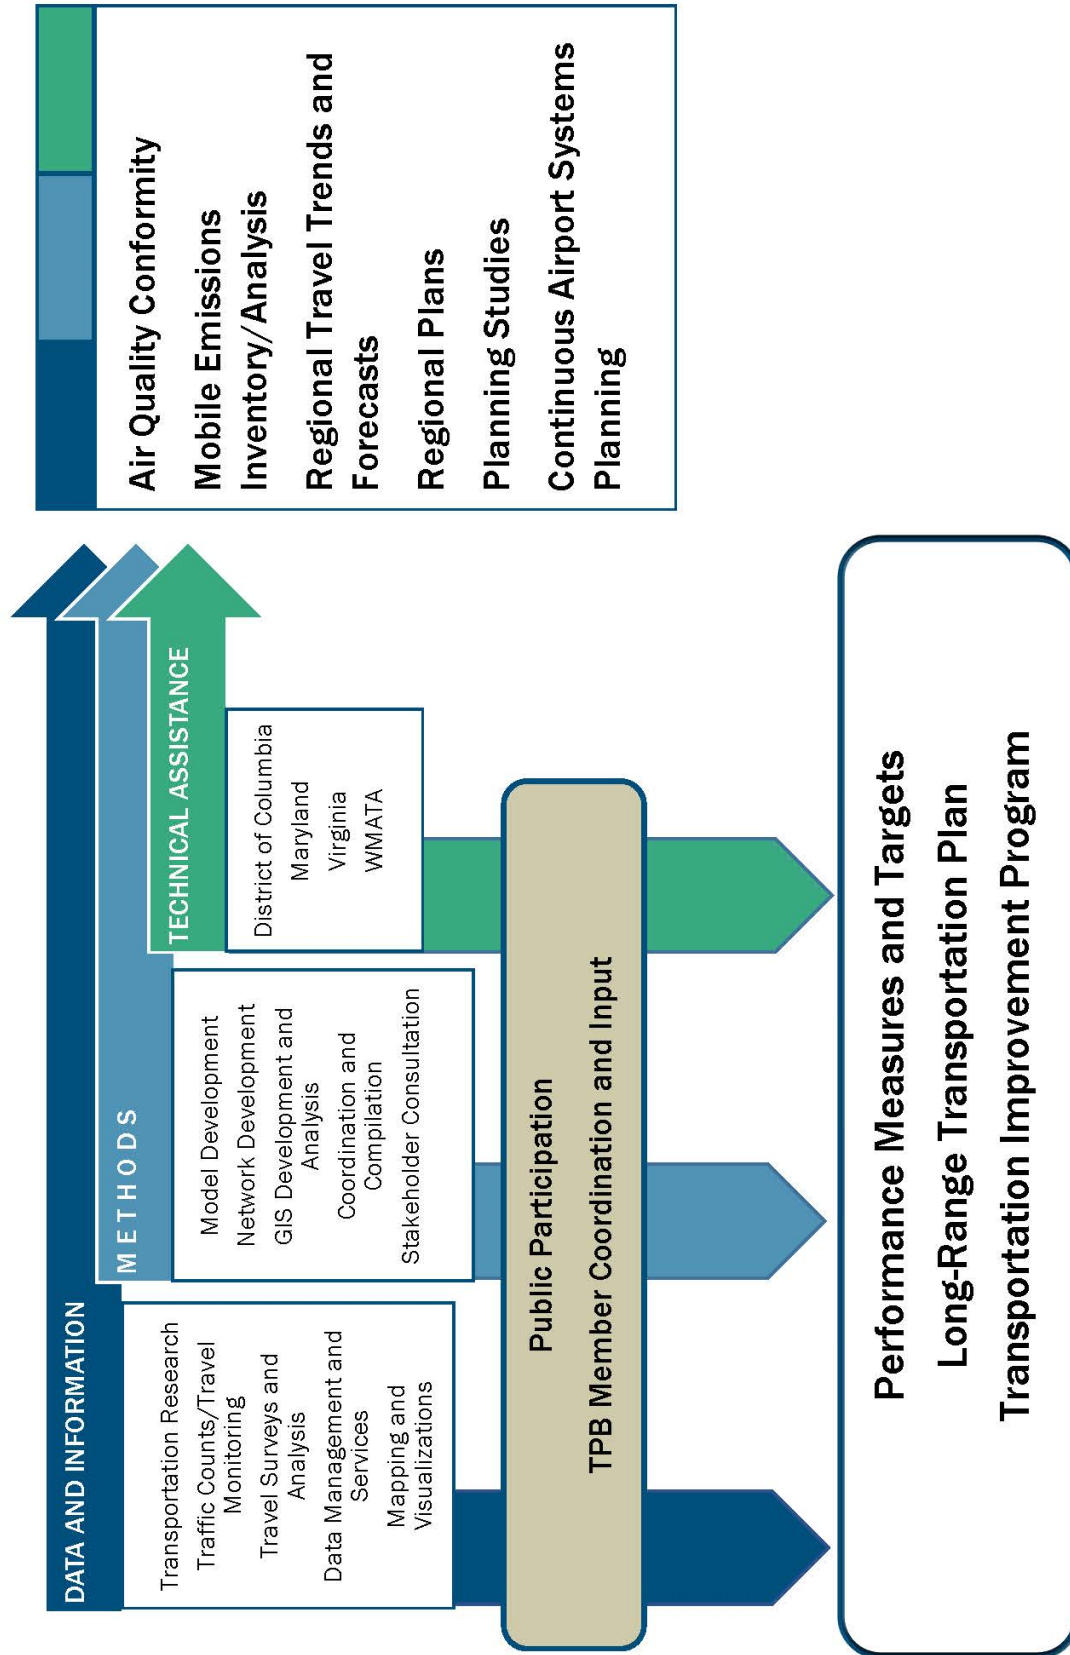 DATA AND INFORMATION
Transportation Research
Traffic Counts/Travel
Monitoring
Travel Surveys and
Analysis
Data Management and
Services
Mapping and
Visualizations
METHODS
Model Development
Network Development
GIS Development and
Analysis
Coordination and
Compilation
Stakeholder Consultation
TECHNICAL ASSISTANCE
District of Columbia
Maryland
Virginia
WMATA
Air Quality Conformity
Mobile Emissions
Inventory/Analysis
Regional Travel Trends and
Forecasts
Regional Plans
Planning Studies
Continuous Airport Systems
Planning
Public Participation
TPB Member Coordination and Input
Performance Measures and Targets
Long-Range Transportation Plan
Transportation Improvement Program